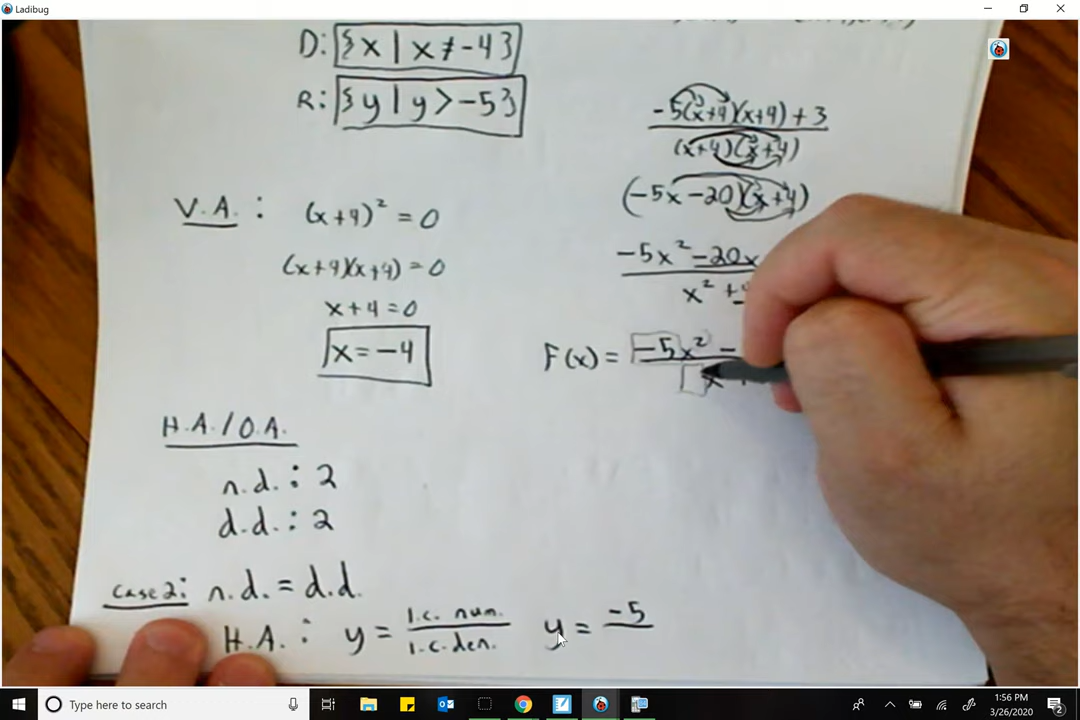 Ladibug
D: {x | x ≠ -4}
R: {y | y > -5}
-5(x+4)(x+4) + 3
(x+4)(x+4)
(-5x - 20)(x+4)
-5x² - 20x
x² +
F(x) = -5x² -
x
V.A. :
(x+4)² = 0
(x+4)(x+4) = 0
x + 4 = 0
x = -4
H.A. / O.A.
n.d. : 2
d.d. : 2
Case 2: n.d. = d.d.
H.A. : y = l.c. num. / l.c. den. y = -5
Type here to search
1:56 PM
3/26/2020
2